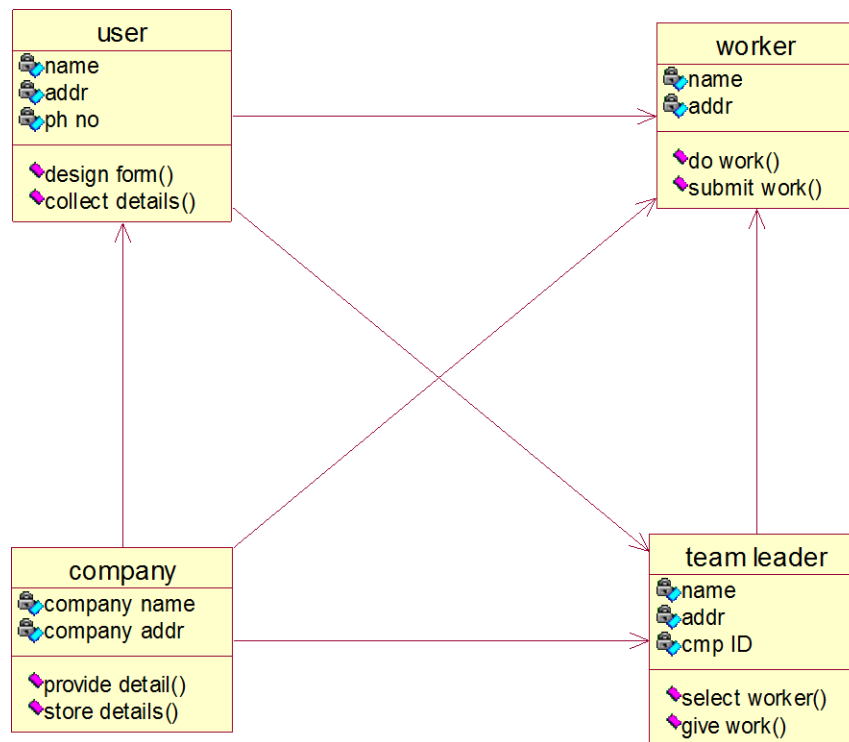 user
name
addr
ph no
design form()
collect details()
worker
name
addr
do work()
submit work()
company
company name
company addr
provide detail()
store details()
team leader
name
addr
cmp ID
select worker()
give work()